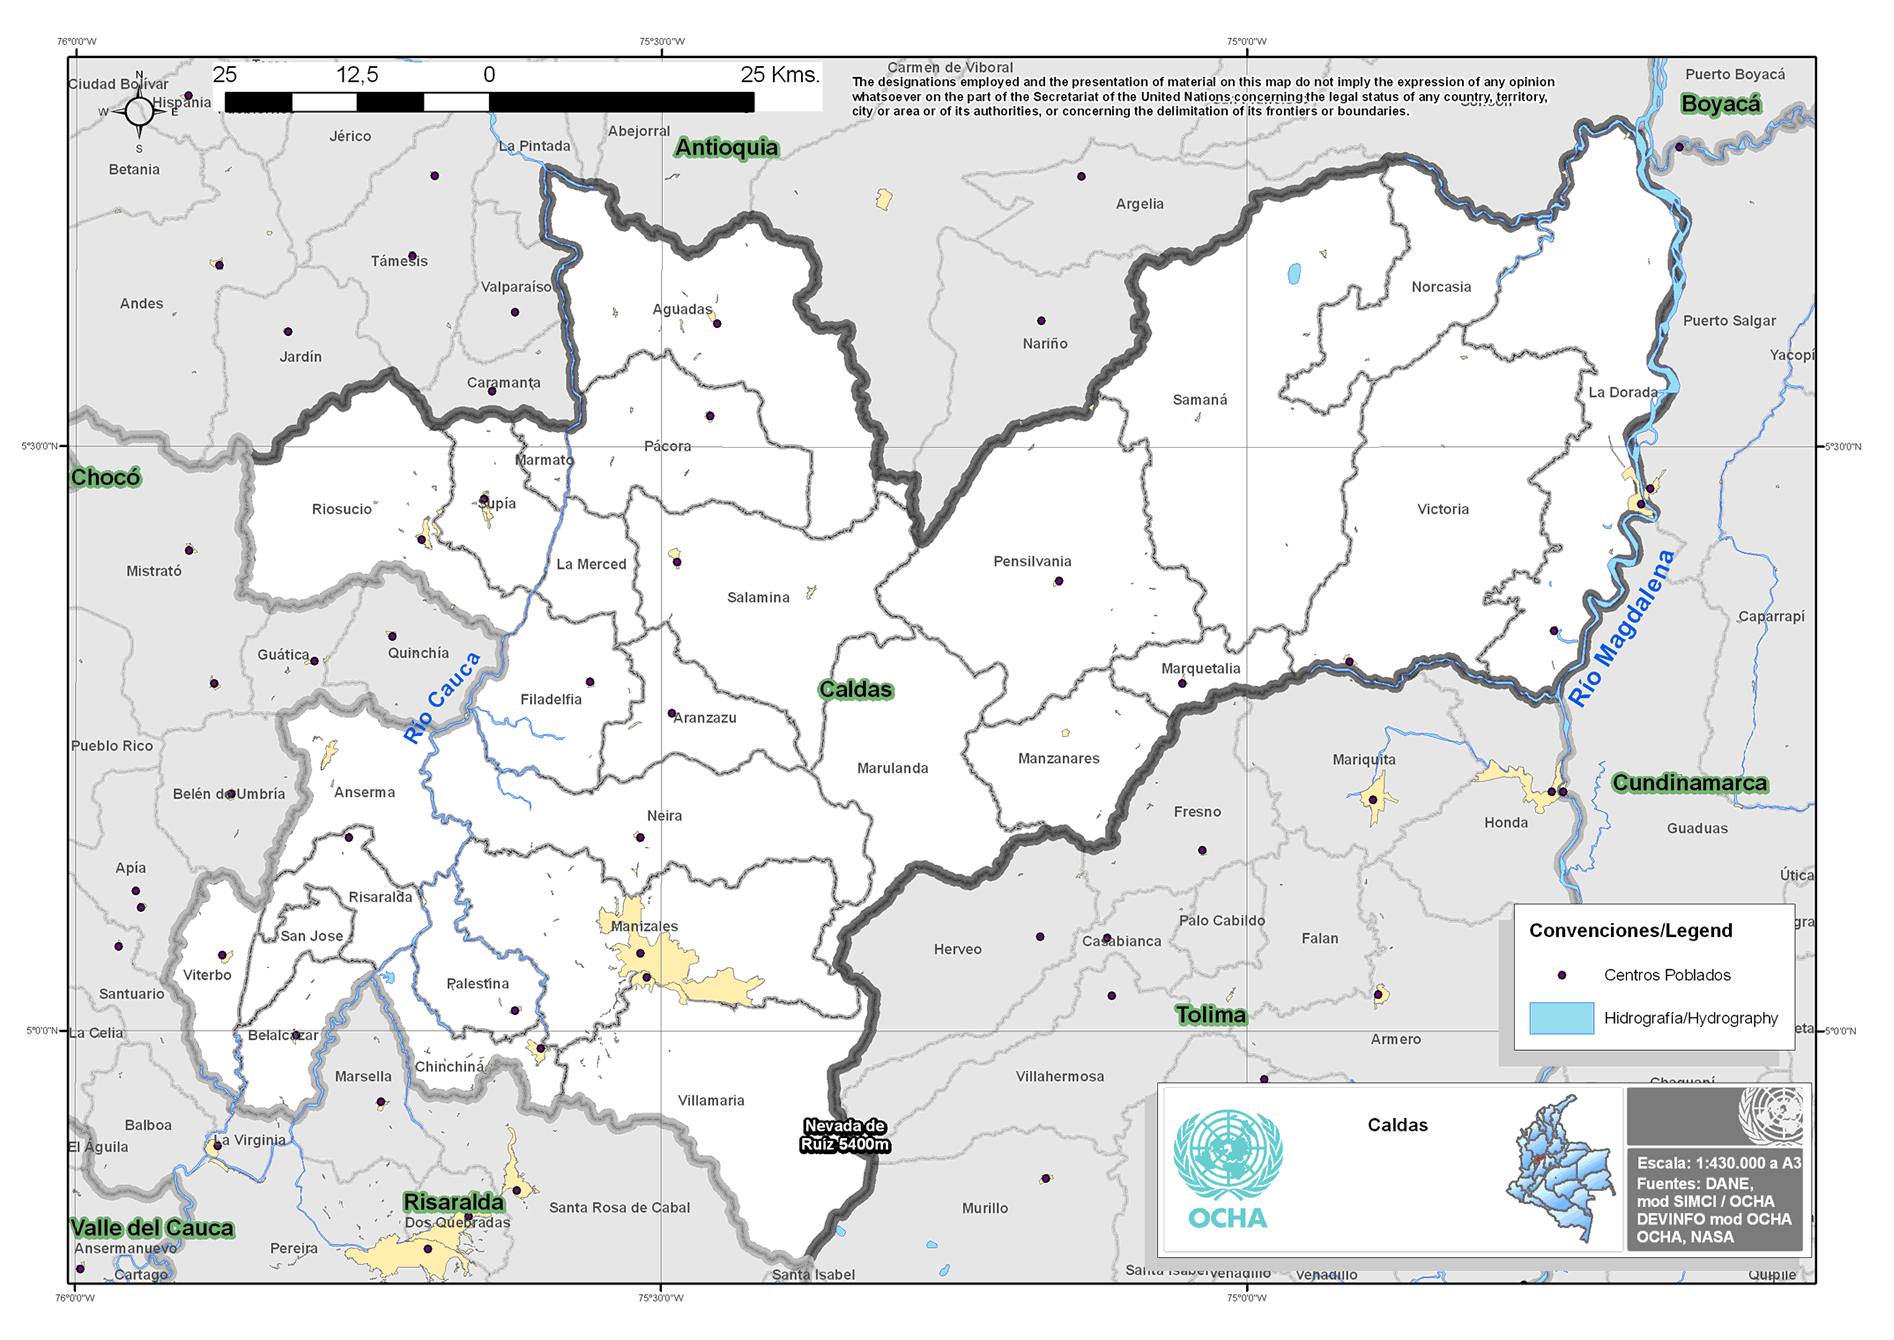 76°0'0"W
75°30'0"W
75°0'0"W
Ciudad Bolívar
N
W
E
S
Hispania
25
12,5
0
25 Kms.
Carmen de Viboral
The designations employed and the presentation of material on this map do not imply the expression of any opinion
whatsoever on the part of the Secretariat of the United Nations concerning the legal status of any country, territory,
city or area or of its authorities, or concerning the delimitation of its frontiers or boundaries.
Puerto Boyacá
Boyacá
Jérico
La Pintada
Abejorral
Antioquia
Betania
Argelia
Támesis
Andes
Valparaíso
Aguadas
Norcasia
Jardín
Nariño
Puerto Salgar
Yacopí
Caramanta
Samaná
La Dorada
5°30'0"N
5°30'0"N
Chocó
Marmato
Pácora
Riosucio
Supía
Victoria
Mistrató
La Merced
Pensilvania
Salamina
Caparrapí
Guática
Quinchía
Río Cauca
Río Magdalena
Marquetalia
Filadelfia
Caldas
Aranzazu
Pueblo Rico
Marulanda
Manzanares
Mariquita
Cundinamarca
Belén de Umbría
Anserma
Neira
Fresno
Honda
Guaduas
Apía
Útica
Risaralda
San Jose
Manizales
Palo Cabildo
Casabianca
Falan
Herveo
Viterbo
Palestina
Santuario
La Celia
5°0'0"N
5°0'0"N
Belalcazar
Chinchiná
Tolima
Armero
Marsella
Villahermosa
Villamaria
Nevada de
Ruíz 5400m
Balboa
El Águila
La Virginia
Risaralda
Dos Quebradas
Santa Rosa de Cabal
Murillo
Valle del Cauca
Ansermanuevo
Pereira
Cartago
Santa Isabel
Santa Isabel
Venadillo
Venadillo
Quipile
Convenciones/Legend
Centros Poblados
Hidrografía/Hydrography
OCHA
Caldas
Escala: 1:430.000 a A3
Fuentes: DANE,
mod SIMCI / OCHA
DEVINFO mod OCHA
OCHA, NASA
76°0'0"W
75°30'0"W
75°0'0"W